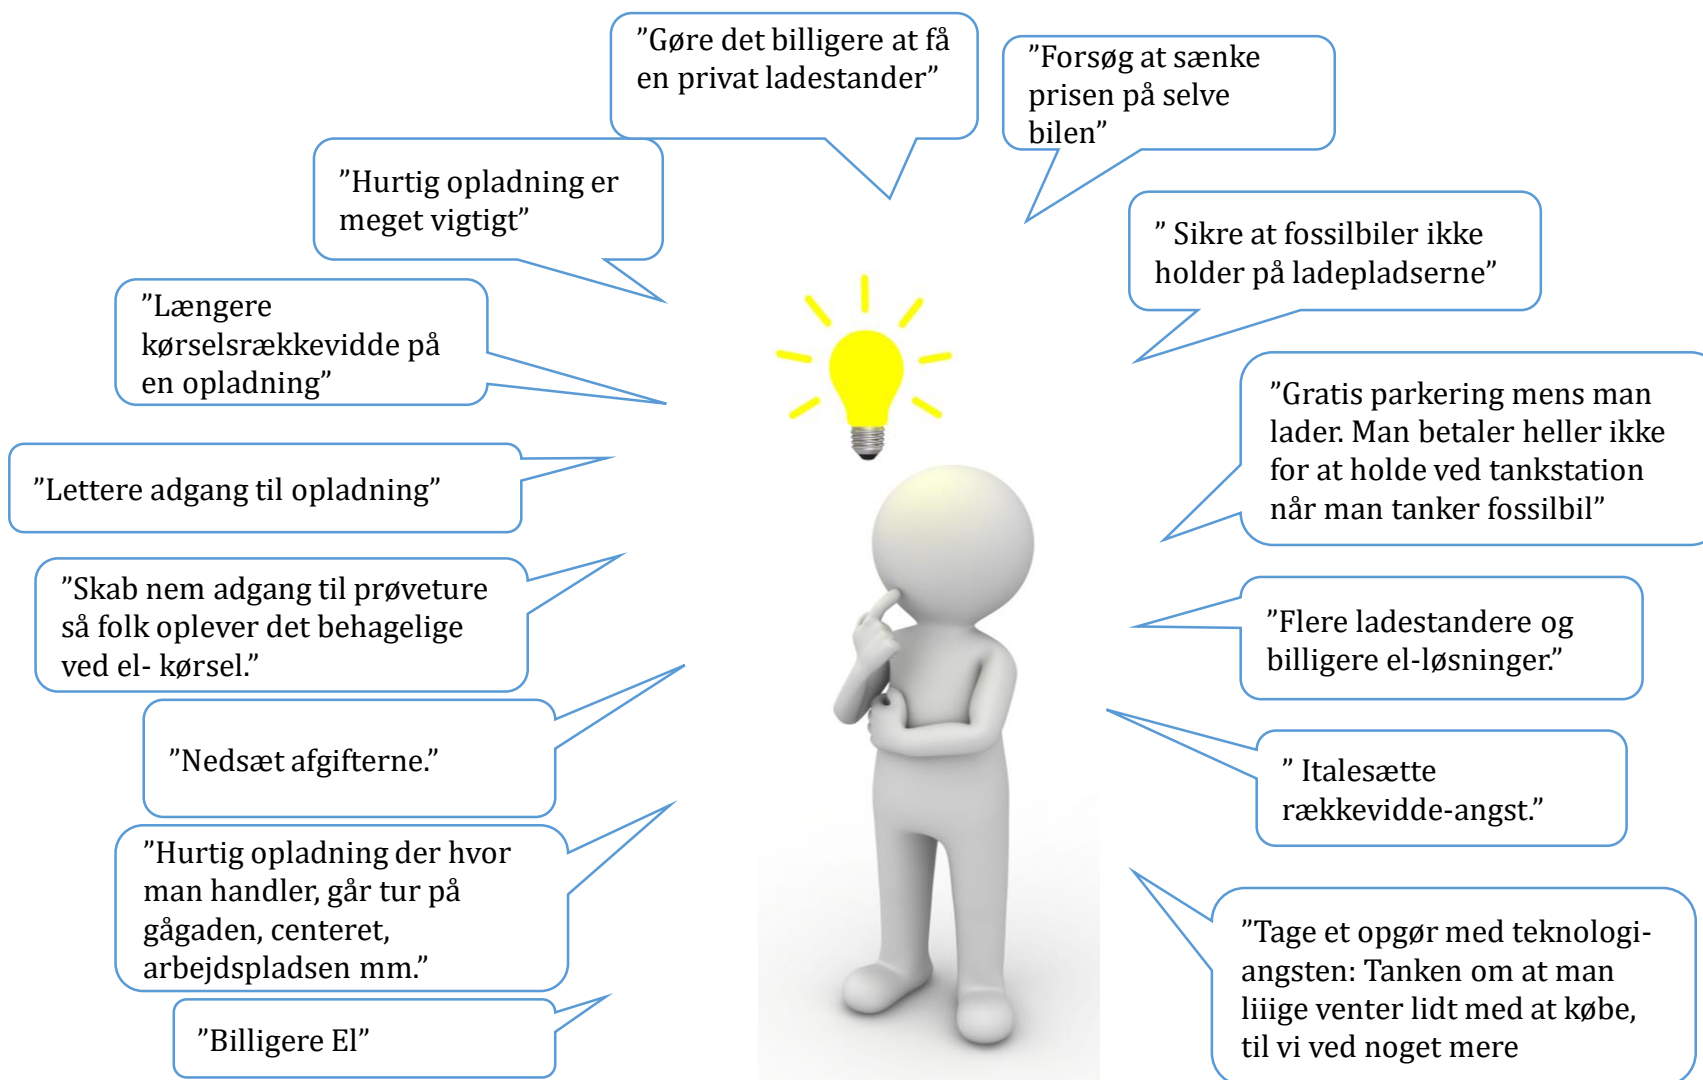 ”Gøre det billigere at få
en privat ladestander”
”Forsøg at sænke
prisen på selve
bilen”
”Hurtig opladning er
meget vigtigt”
” Sikre at fossilbiler ikke
holder på ladepladserne”
”Længere
kørselsrækkevidde på
en opladning”
”Gratis parkering mens man
lader. Man betaler heller ikke
for at holde ved tankstation
når man tanker fossilbil”
”Lettere adgang til opladning”
”Skab nem adgang til prøveture
så folk oplever det behagelige
ved el- kørsel.”
”Flere ladestandere og
billigere el-løsninger.”
”Nedsæt afgifterne.”
” Italesætte
rækkevidde-angst.”
”Hurtig opladning der hvor
man handler, går tur på
gågaden, centeret,
arbejdspladsen mm.”
”Tage et opgør med teknologi-
angsten: Tanken om at man
liiige venter lidt med at købe,
til vi ved noget mere
”Billigere El”